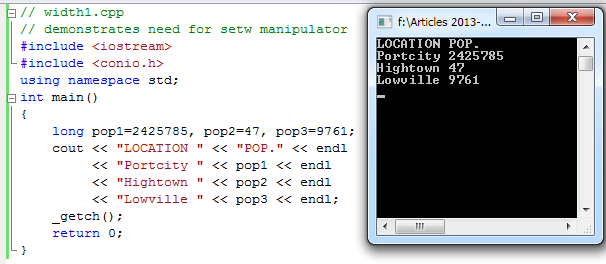 // width1.cpp
// demonstrates need for setw manipulator
#include <iostream>
#include <conio.h>
using namespace std;
int main()
{
long pop1=2425785, pop2=47, pop3=9761;
cout << "LOCATION " << "POP." << endl
<< "Portcity " << pop1 << endl
<< "Hightown " << pop2 << endl
<< "Lowville " << pop3 << endl;
_getch();
return 0;
}
f:\Articles 2013-...
LOCATION POP.
Portcity 2425785
Hightown 47
Lowville 9761